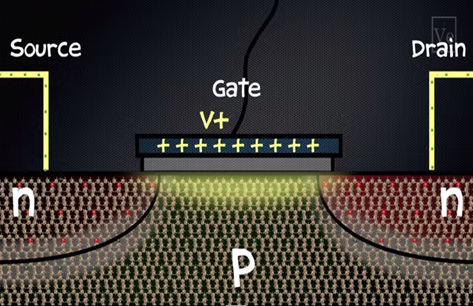 Source
Drain
Gate
V+
+ + + + + + + + +
n
n
p